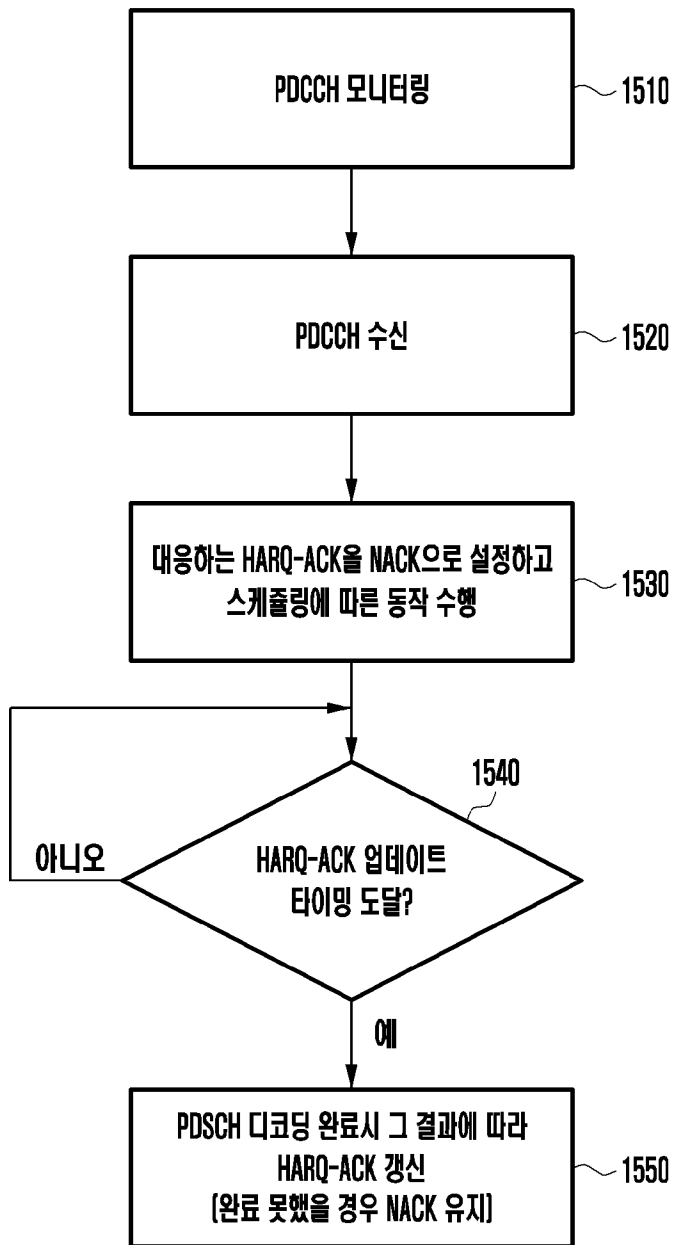 PDCCH 모니터링
1510
PDCCH 수신
1520
대응하는 HARQ-ACK을 NACK으로 설정하고
스케쥴링에 따른 동작 수행
1530
1540
HARQ-ACK 업데이트
타이밍 도달?
아니오
예
PDSCH 디코딩 완료시 그 결과에 따라
HARQ-ACK 갱신
(완료 못했을 경우 NACK 유지)
1550